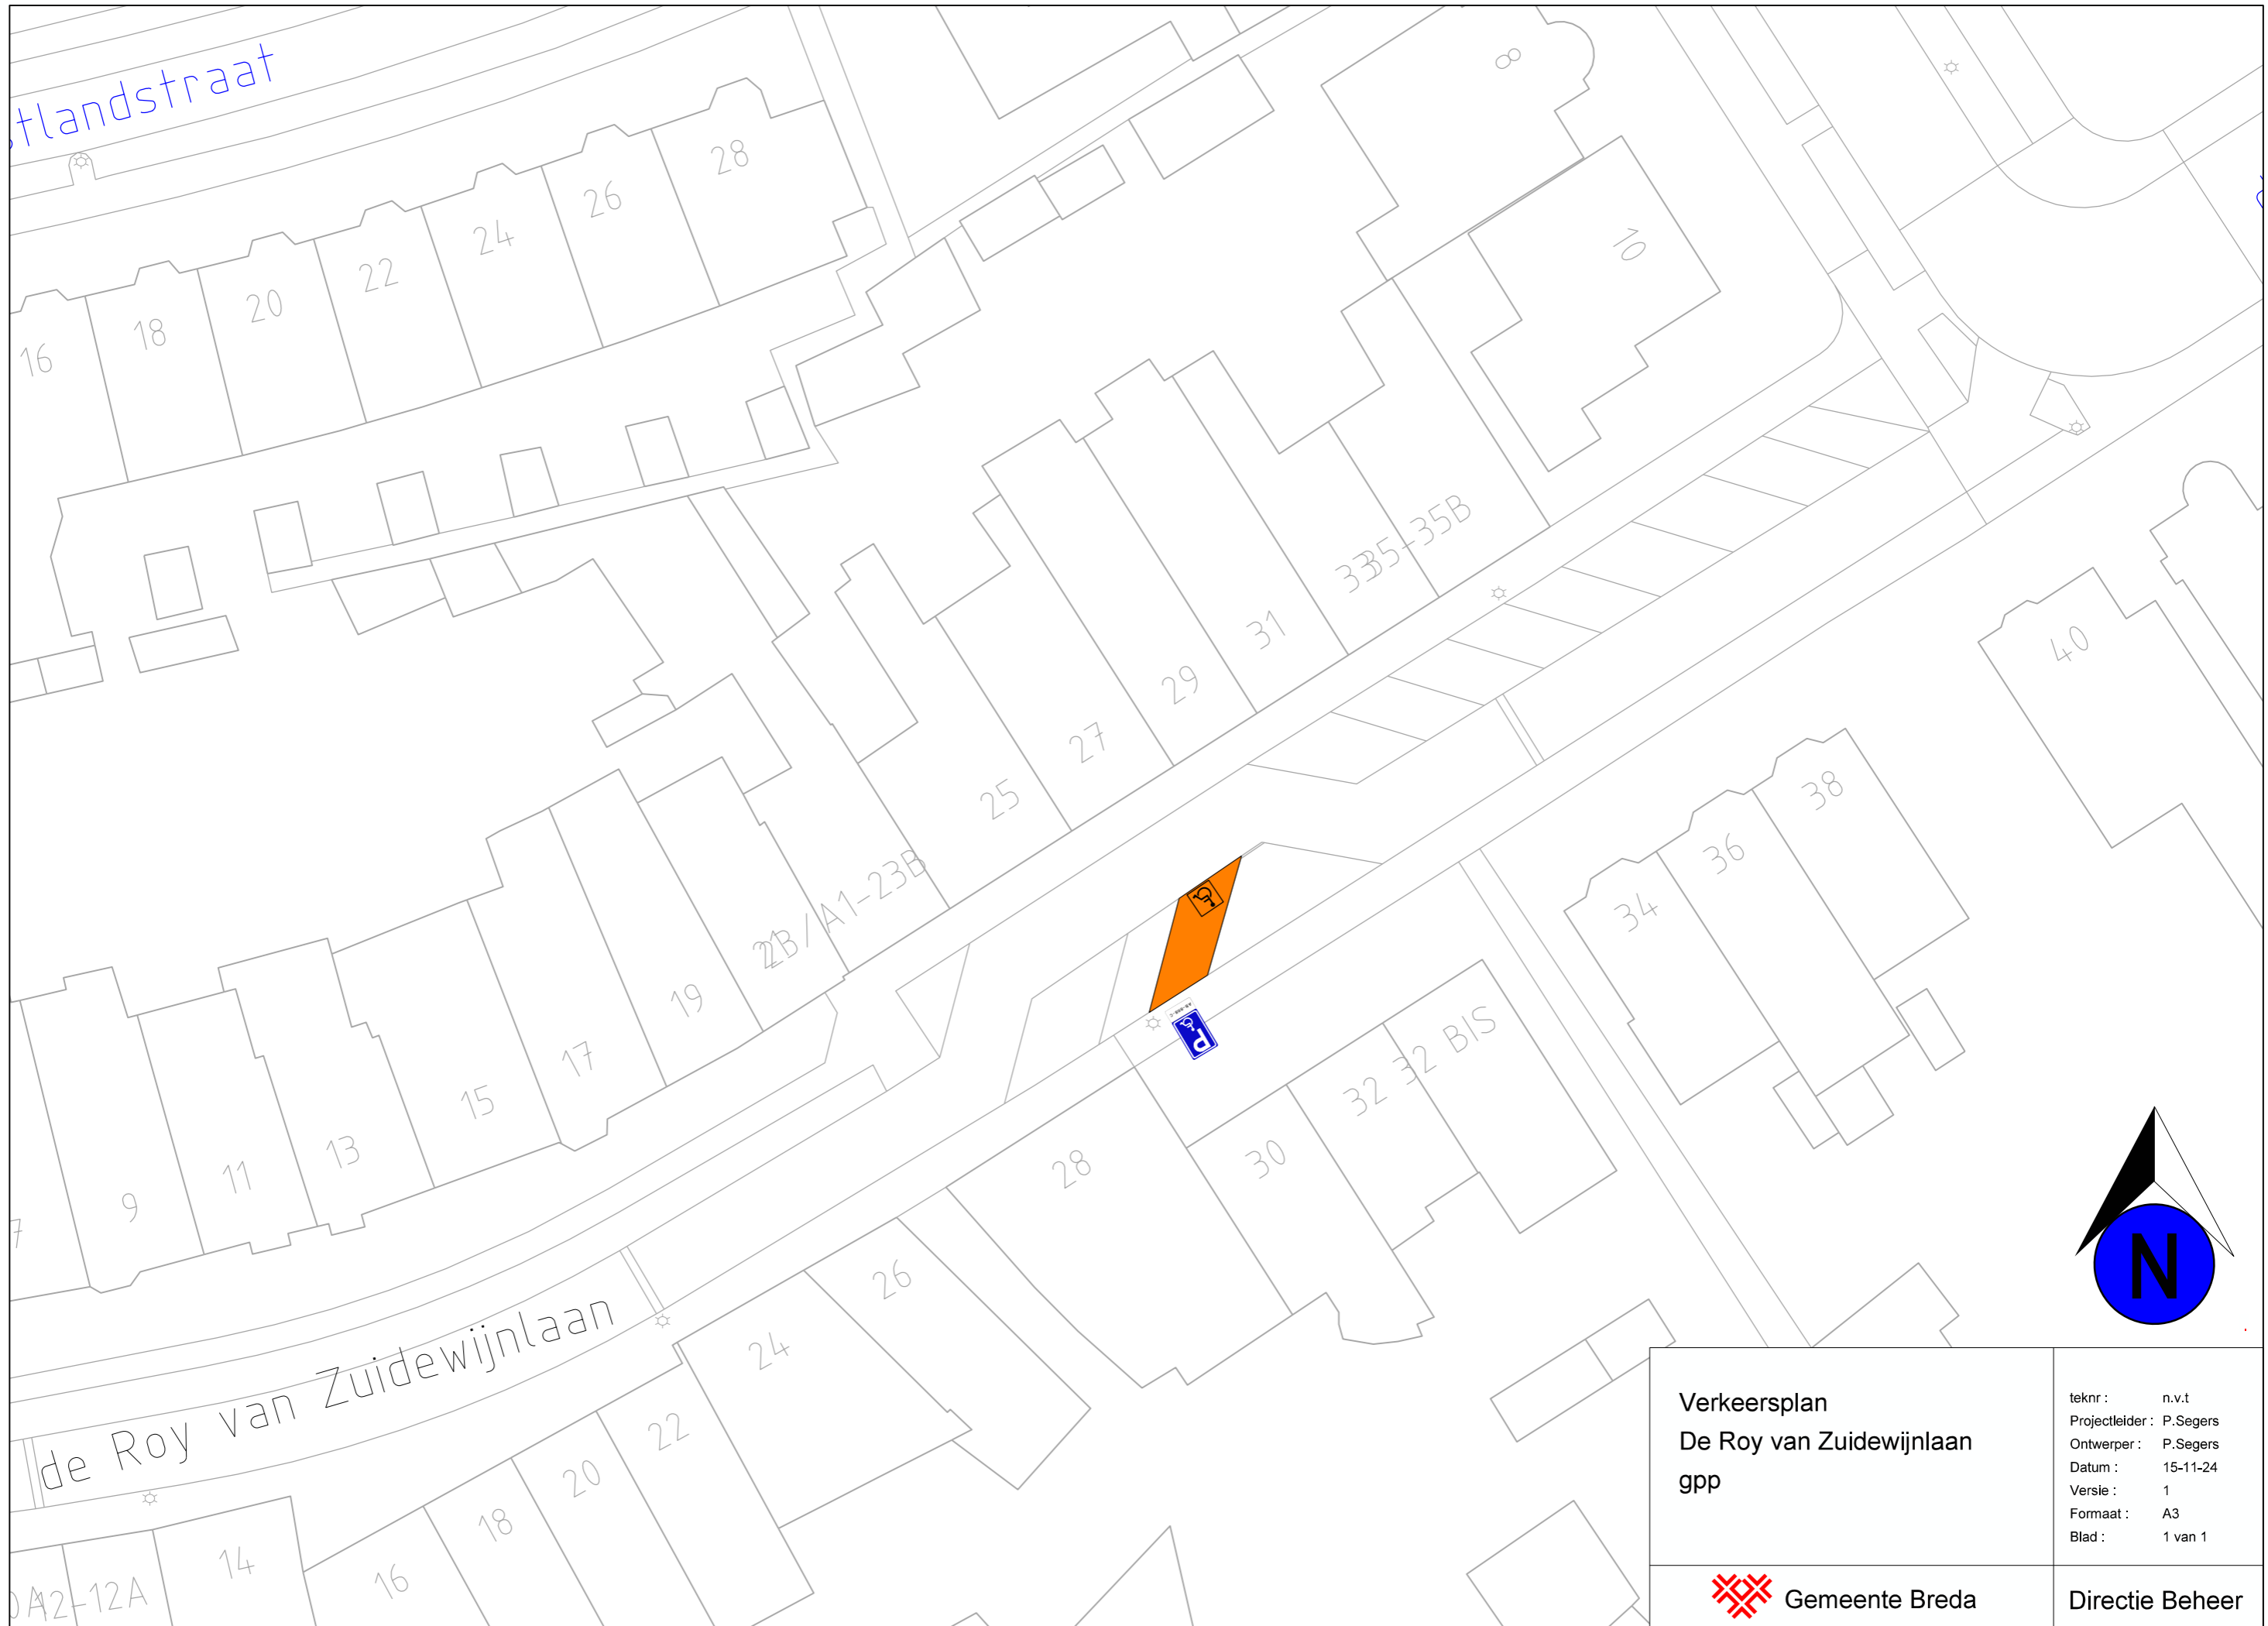 tlandstraat
28
26
24
22
20
18
16
8
10
33
35-35B
31
29
27
25
40
38
36
34
21
19
17
15
13
11
9
7
P
32
32 BIS
30
28
26
24
22
20
18
16
14
12-12A
de Roy van Zuidewijnlaan
N
Verkeersplan
De Roy van Zuidewijnlaan
gpp
teknr : n.v.t
Projectleider : P.Segers
Ontwerper : P.Segers
Datum : 15-11-24
Versie : 1
Formaat : A3
Blad : 1 van 1
Gemeente Breda
Directie Beheer